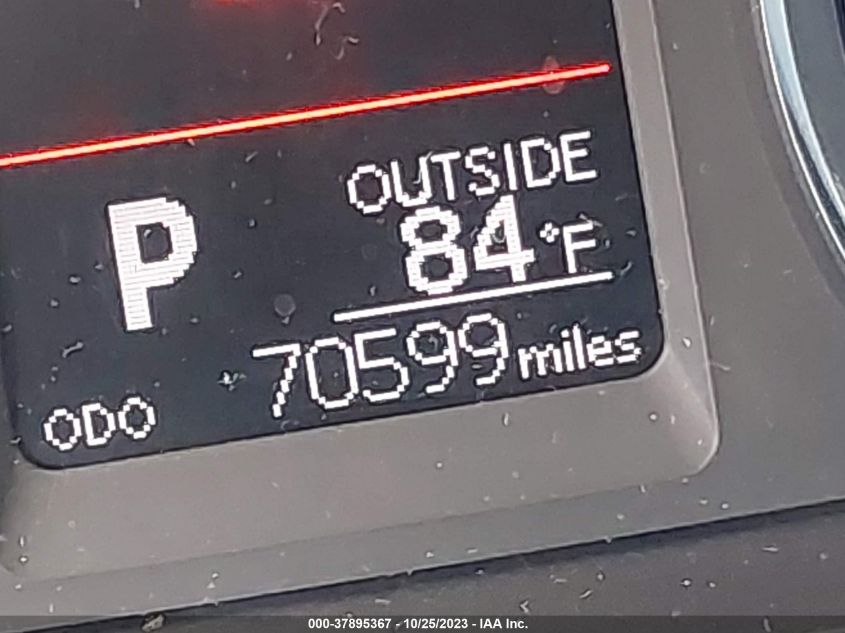 OUTSIDE
P 84°F
70599 miles
ODO
000-37895367 - 10/25/2023 - IAA Inc.